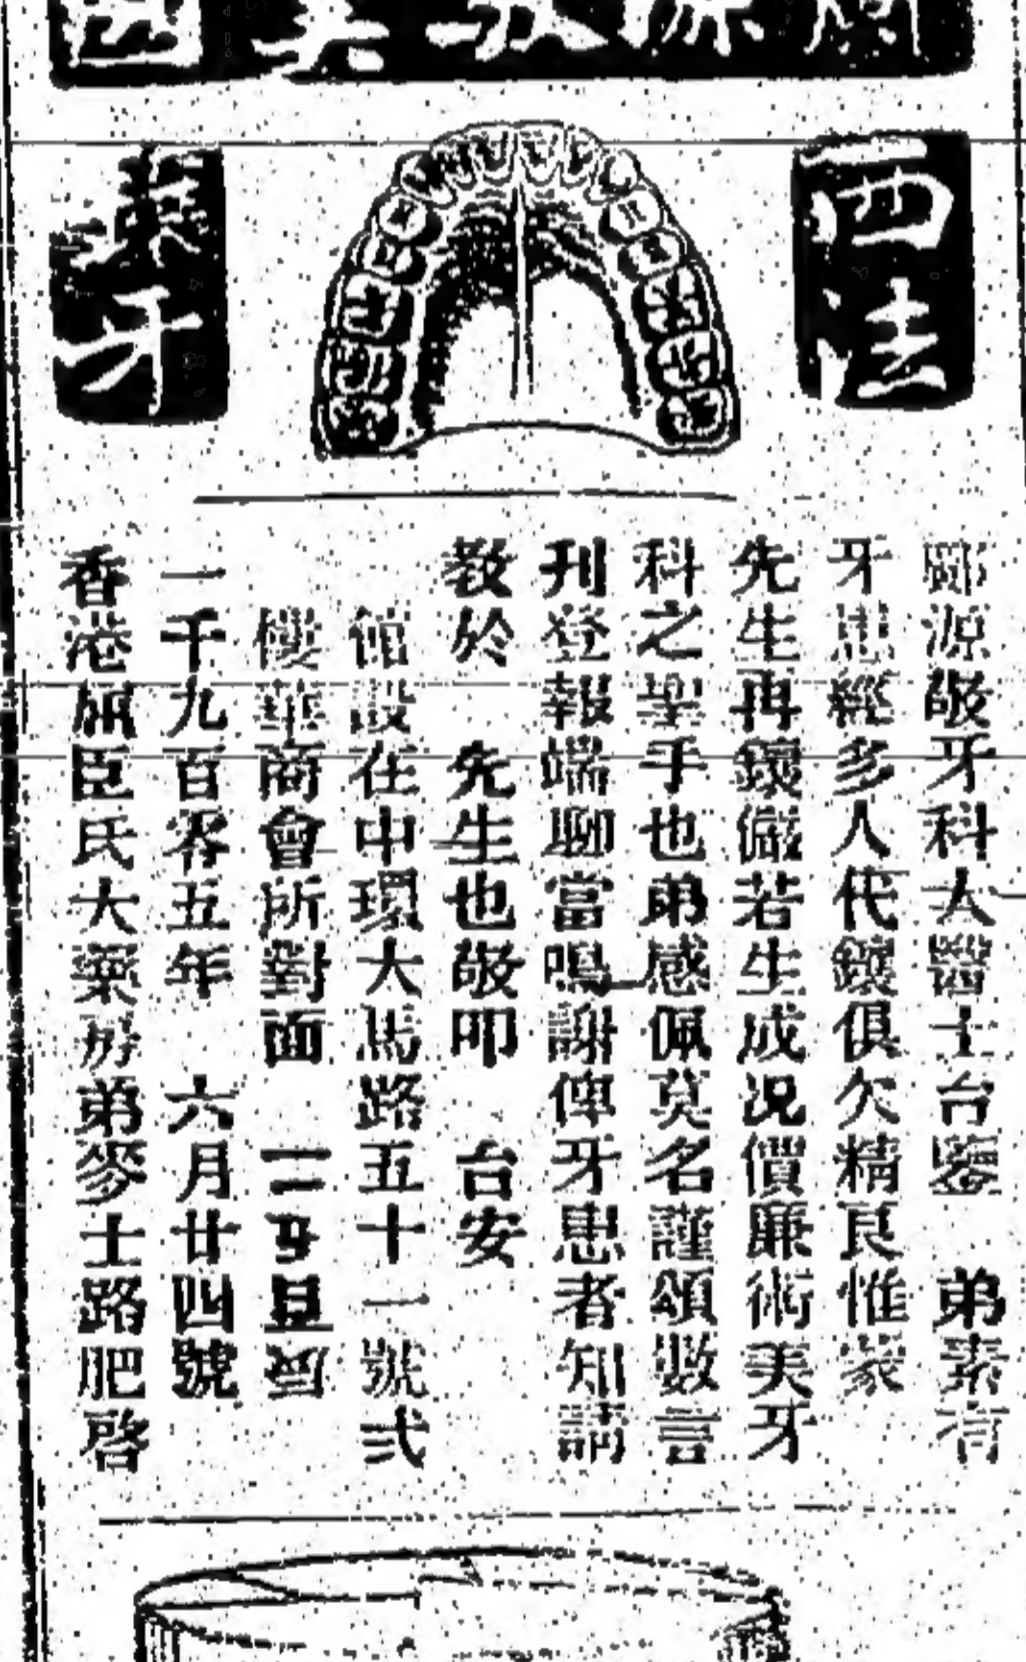 西法
牙
鄺源敬牙科大醫士台鑒 弟素有
牙患經多人代鑲俱欠精良惟蒙
先生再鑲儼若生成况價廉術美牙
科之聖手也弟感佩莫名謹頌數言
刊登報端聊當鳴謝俾牙患者知請
敎於 先生也敬叩 台安
館設在中環大馬路五十一號弍
樓華商會所對面
一千九百零五年 六月廿四號
香港屈臣氏大藥房弟麥士路肥啓